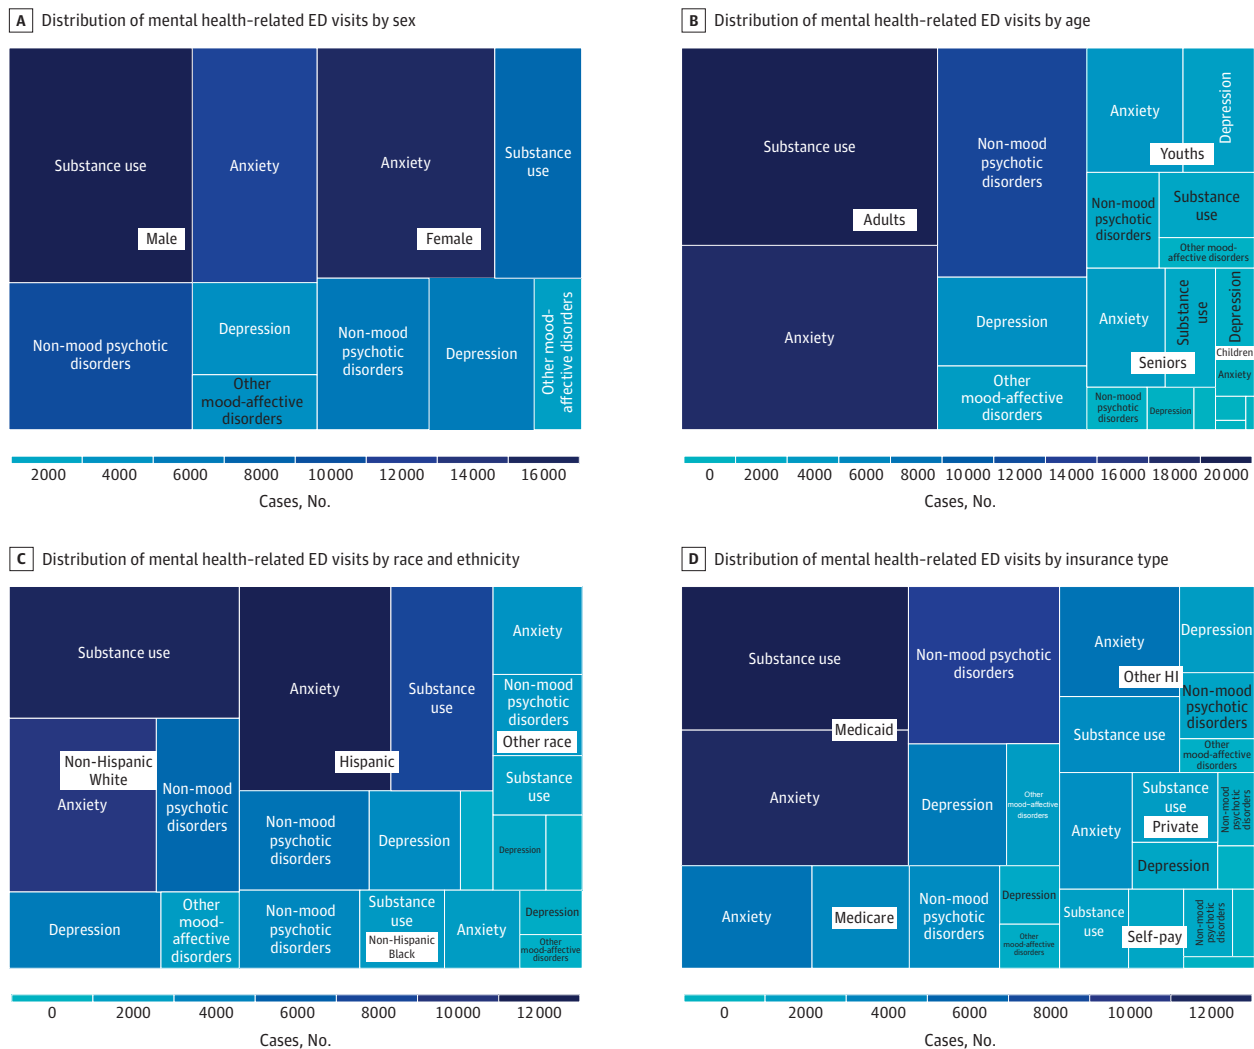 A Distribution of mental health-related ED visits by sex
Substance use
Male
Anxiety
Anxiety
Female
Substance
use
Non-mood psychotic
disorders
Depression
Other
mood-affective
disorders
Non-mood
psychotic
disorders
Depression
Other mood-
affective disorders
2000 4000 6000 8000 10000 12000 14000 16000
Cases, No.
B Distribution of mental health-related ED visits by age
Substance use
Adults
Anxiety
Non-mood
psychotic
disorders
Depression
Other
mood-affective
disorders
Anxiety
Depression
Youths
Non-mood
psychotic
disorders
Substance
use
Other mood-
affective disorders
Anxiety
Substance
use
Seniors
Depression
Children
Anxiety
Non-mood
psychotic
disorders
Depression
0 2000 4000 6000 8000 10000 12000 14000 16000 18000 20000
Cases, No.
C Distribution of mental health-related ED visits by race and ethnicity
Substance use
Non-Hispanic
White
Anxiety
Non-mood
psychotic
disorders
Depression
Other
mood-
affective
disorders
Anxiety
Hispanic
Substance
use
Non-mood
psychotic
disorders
Depression
Anxiety
Non-mood
psychotic
disorders
Other race
Substance
use
Depression
Non-mood
psychotic
disorders
Substance
use
Non-Hispanic
Black
Anxiety
Depression
Other
mood-affective
disorders
0 2000 4000 6000 8000 10000 12000
Cases, No.
D Distribution of mental health-related ED visits by insurance type
Substance use
Medicaid
Anxiety
Non-mood psychotic
disorders
Depression
Other
mood-affective
disorders
Anxiety
Other HI
Depression
Substance use
Non-mood
psychotic
disorders
Other
mood-affective
disorders
Anxiety
Substance
use
Private
Non-mood
psychotic
disorders
Depression
Anxiety
Medicare
Non-mood
psychotic
disorders
Depression
Other
mood-affective
disorders
Substance
use
Self-pay
Non-mood
psychotic
disorders
0 2000 4000 6000 8000 10000 12000
Cases, No.